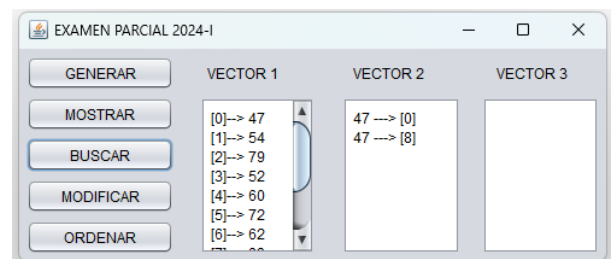 EXAMEN PARCIAL 2024-I
GENERAR
MOSTRAR
BUSCAR
MODIFICAR
ORDENAR
VECTOR 1
[0]--> 47
[1]--> 54
[2]--> 79
[3]--> 52
[4]--> 60
[5]--> 72
[6]--> 62
VECTOR 2
47 ---> [0]
47 ---> [8]
VECTOR 3